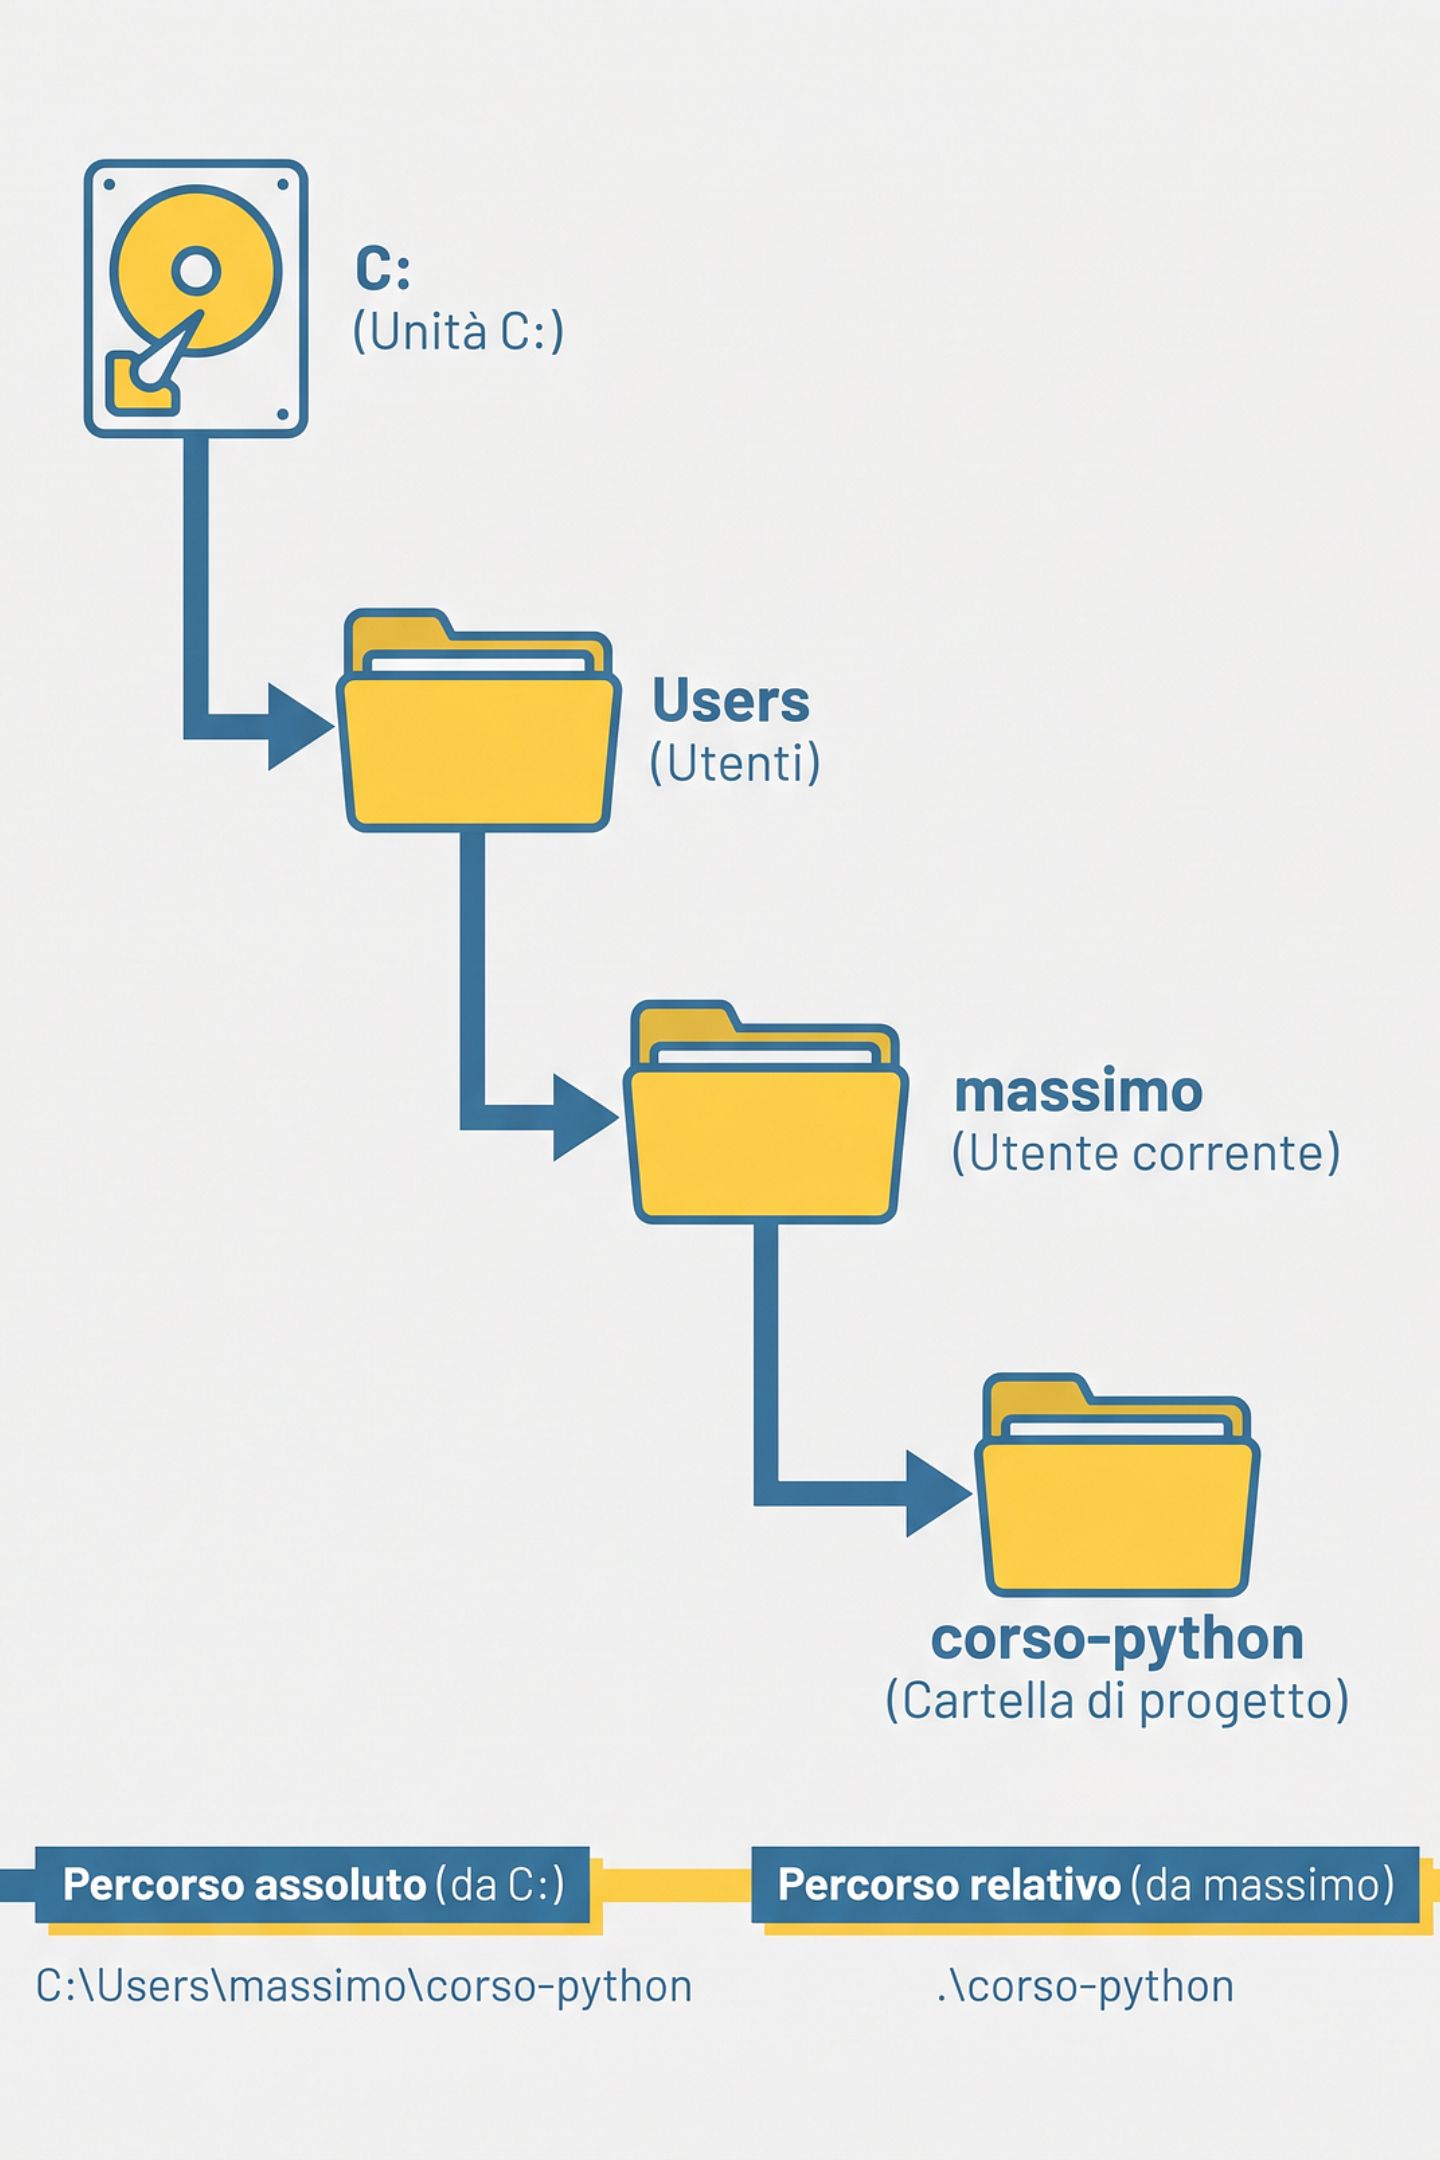 C:
(Unità C:)
Users
(Utenti)
massimo
(Utente corrente)
corso-python
(Cartella di progetto)
Percorso assoluto (da C:)
C:\Users\massimo\corso-python
Percorso relativo (da massimo)
.\corso-python